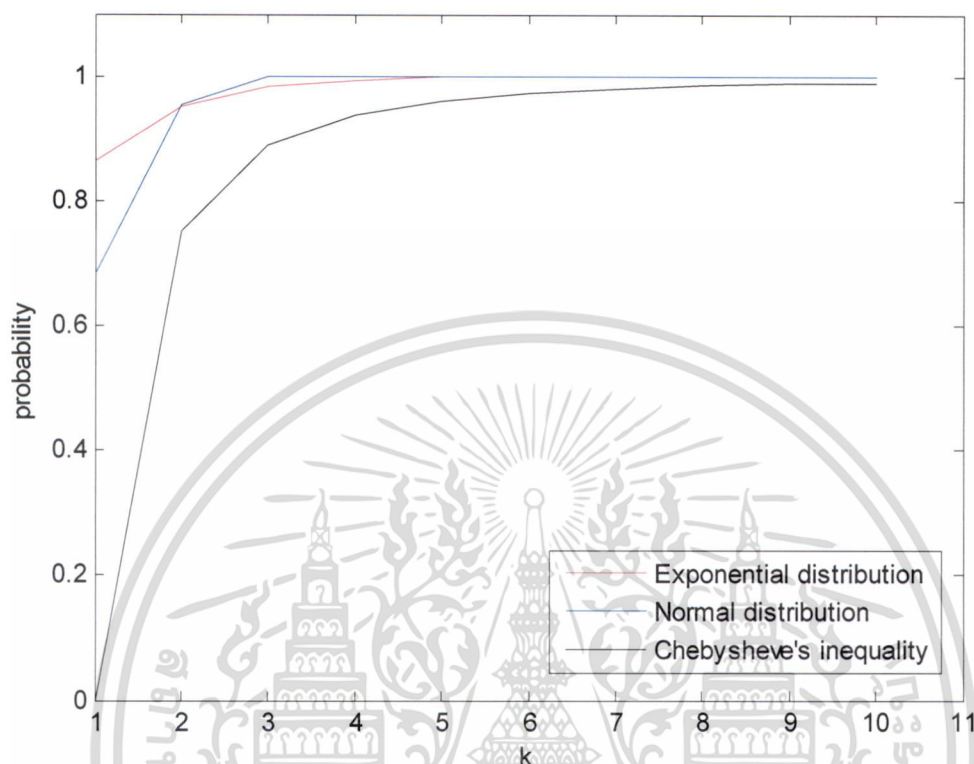 1
0.8
0.6
0.4
0.2
0
probability
1 2 3 4 5 6 7 8 9 10 11
k
Exponential distribution
Normal distribution
Chebysheve's inequality